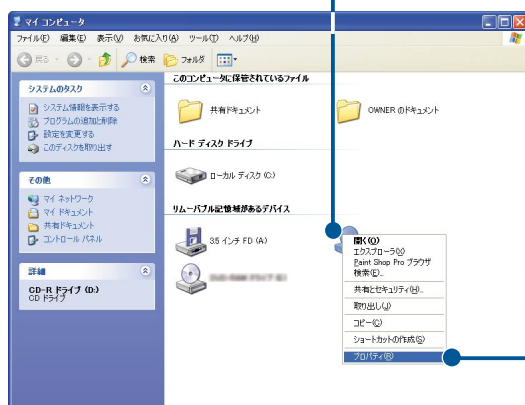 マイ コンピュータ
ファイル(F) 編集(E) 表示(V) お気に入り(A) ツール(T) ヘルプ(H)
戻る 検索 フォルダ
システムのタスク
システム情報を表示する
プログラムの追加と削除
設定を変更する
このディスクを取り出す
その他
マイ ネットワーク
マイ ドキュメント
共有ドキュメント
コントロール パネル
詳細
CD-R ドライブ (D:)
CD ドライブ
このコンピュータに保管されているファイル
共有ドキュメント OWNER のドキュメント
ハード ディスク ドライブ
ローカル ディスク (C:)
リムーバブル記憶域があるデバイス
3.5 インチ FD (A:)
開く(O)
エクスプローラ(X)
Paint Shop Pro ブラウザ
検索(E)...
共有とセキュリティ(H)...
取り出し(J)
コピー(C)
ショートカットの作成(S)
プロパティ(R)